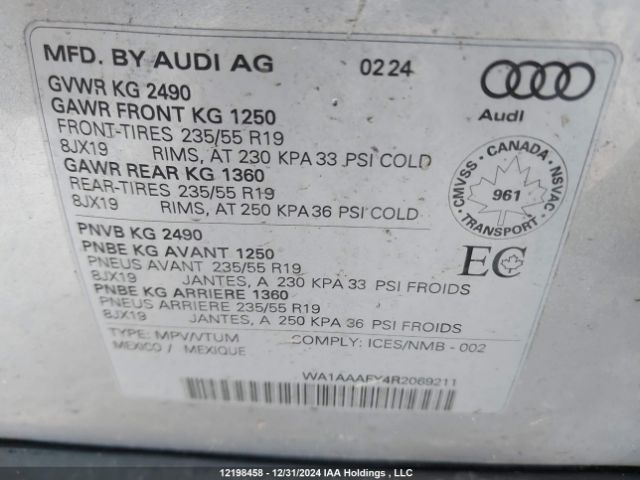 MFD. BY AUDI AG 02 24
Audi
GVWR KG 2490
GAWR FRONT KG 1250
FRONT-TIRES 235/55 R19
8JX19 RIMS, AT 230 KPA 33 PSI COLD
GAWR REAR KG 1360
REAR-TIRES 235/55 R19
8JX19 RIMS, AT 250 KPA 36 PSI COLD
CMVSS - CANADA - NSVAC
961
TRANSPORT
PNVB KG 2490
PNBE KG AVANT 1250
PNEUS AVANT 235/55 R19
8JX19 JANTES, A 230 KPA 33 PSI FROIDS
PNBE KG ARRIERE 1360
PNEUS ARRIERE 235/55 R19
8JX19 JANTES, A 250 KPA 36 PSI FROIDS
EC
TYPE: MPV/VTUM COMPLY: ICES/NMB - 002
MEXICO / MEXIQUE
WA1AAAFY4R2069211
12198458 - 12/31/2024 IAA Holdings , LLC